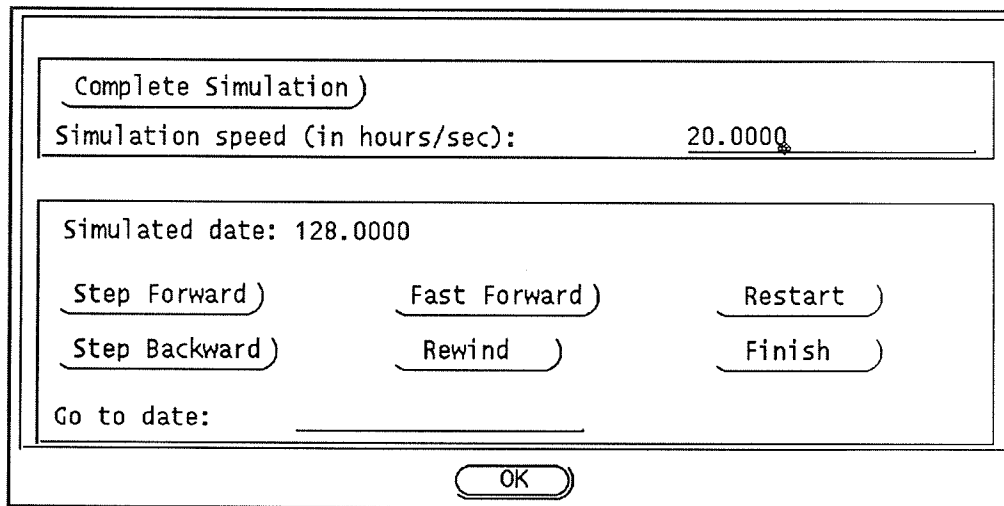 Complete Simulation
Simulation speed (in hours/sec): 20.0000
Simulated date: 128.0000
Step Forward Fast Forward Restart
Step Backward Rewind Finish
Go to date:
OK